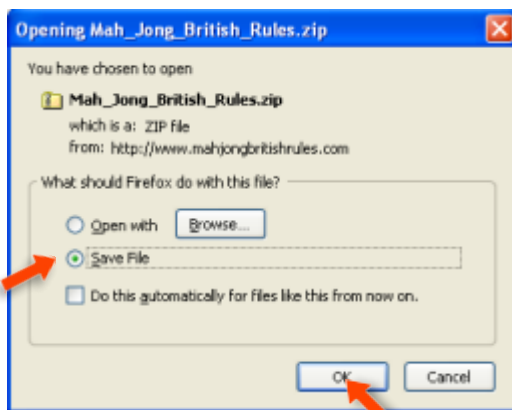 Opening Mah_Jong_British_Rules.zip
You have chosen to open
Mah_Jong_British_Rules.zip
which is a: ZIP file
from: http://www.mahjongbritishrules.com
What should Firefox do with this file?
Open with Browse...
Save File
Do this automatically for files like this from now on.
OK Cancel